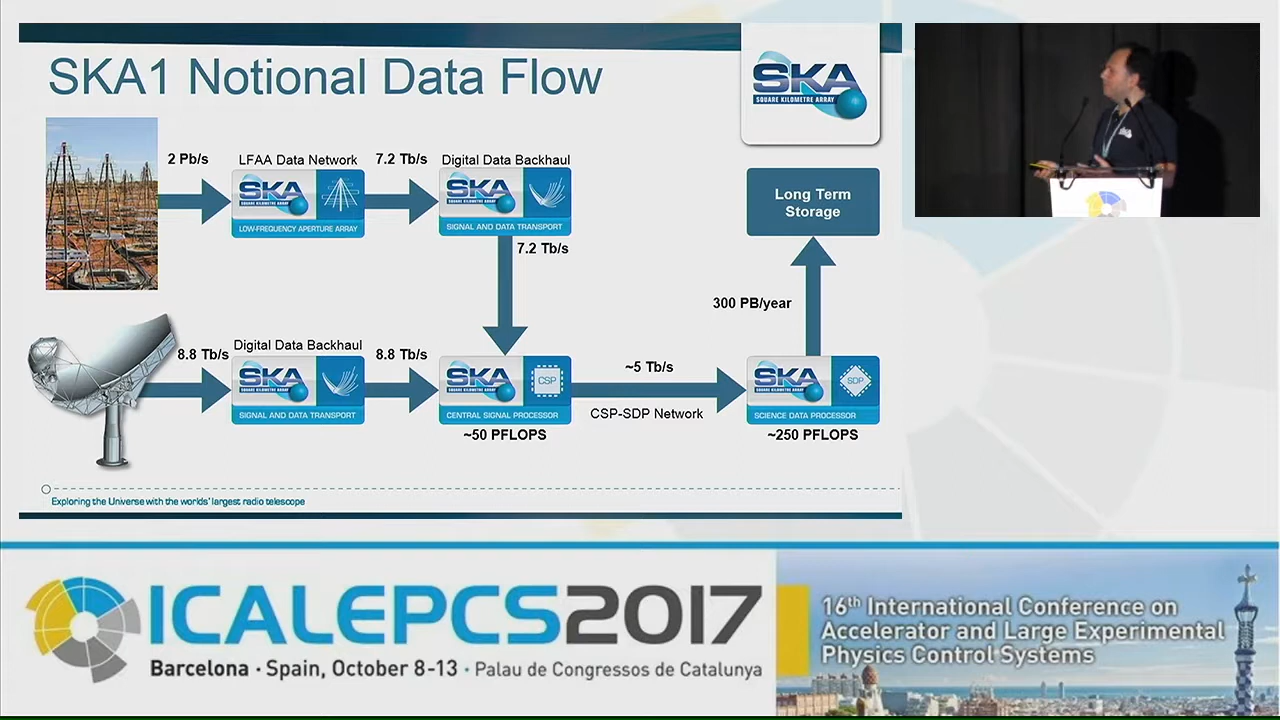 SKA1 Notional Data Flow
SKA
SQUARE KILOMETRE ARRAY
2 Pb/s
LFAA Data Network
7.2 Tb/s
Digital Data Backhaul
SKA
SQUARE KILOMETRE ARRAY
LOW-FREQUENCY APERTURE ARRAY
SKA
SQUARE KILOMETRE ARRAY
SIGNAL AND DATA TRANSPORT
Long Term
Storage
7.2 Tb/s
300 PB/year
8.8 Tb/s
Digital Data Backhaul
8.8 Tb/s
SKA
SQUARE KILOMETRE ARRAY
SIGNAL AND DATA TRANSPORT
SKA
SQUARE KILOMETRE ARRAY
CSP
CENTRAL SIGNAL PROCESSOR
~50 PFLOPS
~5 Tb/s
CSP-SDP Network
SKA
SQUARE KILOMETRE ARRAY
SDP
SCIENCE DATA PROCESSOR
~250 PFLOPS
Exploring the Universe with the worlds' largest radio telescope
ICALEPCS2017
Barcelona · Spain, October 8-13 · Palau de Congressos de Catalunya
16th International Conference on
Accelerator and Large Experimental
Physics Control Systems